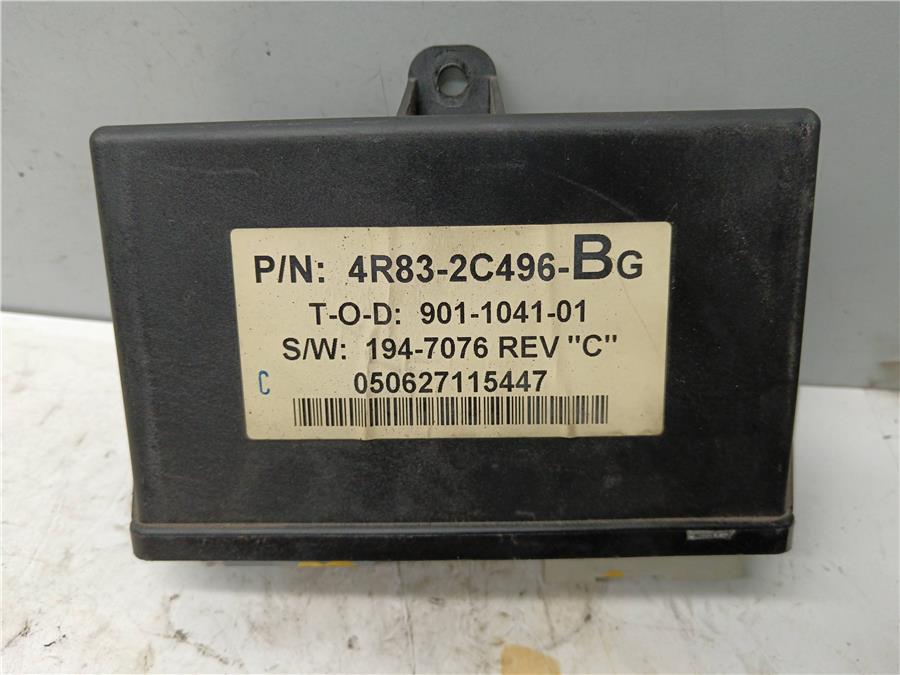 P/N: 4R83-2C496-BG
T-O-D: 901-1041-01
S/W: 194-7076 REV "C"
C 050627115447